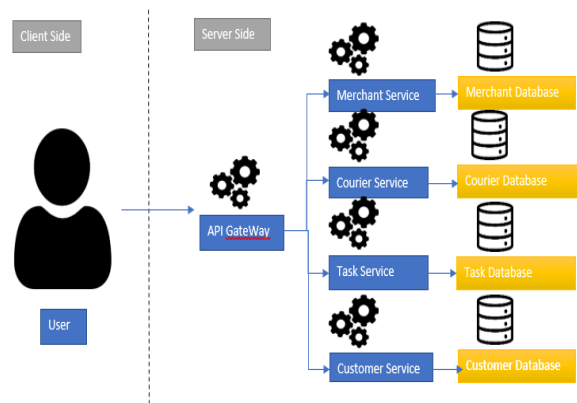 Client Side
Server Side
Merchant Service
Merchant Database
Courier Service
Courier Database
API GateWay
Task Service
Task Database
User
Customer Service
Customer Database